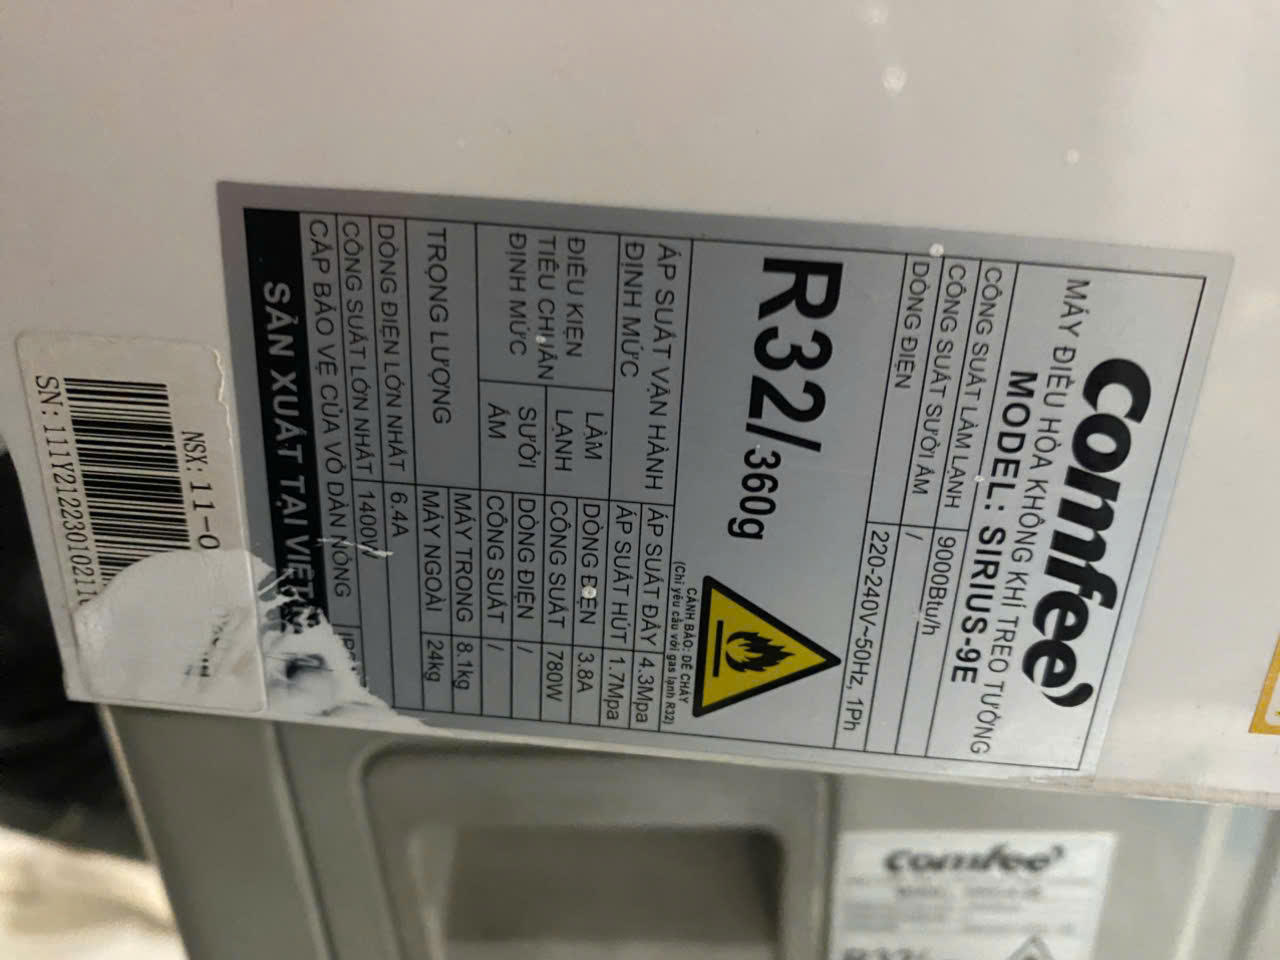 comfee'
MÁY ĐIỀU HÒA KHÔNG KHÍ TREO TƯỜNG
MODEL: SIRIUS-9E
CÔNG SUẤT LÀM LẠNH 9000Btu/h
CÔNG SUẤT SƯỞI ẤM /
DÒNG ĐIỆN 220-240V~50Hz, 1Ph
R32/360g
CẢNH BÁO: DỄ CHÁY
(Chỉ yêu cầu với gas lạnh R32)
ÁP SUẤT VẬN HÀNH ĐỊNH MỨC ÁP SUẤT ĐẨY 4.3Mpa
ÁP SUẤT HÚT 1.7Mpa
ĐIỀU KIỆN TIÊU CHUẨN ĐỊNH MỨC LÀM LẠNH DÒNG ĐIỆN 3.8A
CÔNG SUẤT 780W
SƯỞI ẤM DÒNG ĐIỆN /
CÔNG SUẤT /
TRỌNG LƯỢNG MÁY TRONG 8.1kg
MÁY NGOÀI 24kg
DÒNG ĐIỆN LỚN NHẤT 6.4A
CÔNG SUẤT LỚN NHẤT 1400W
CẤP BẢO VỆ CỦA VỎ DÀN NÓNG
SẢN XUẤT TẠI
NSX: 11-0
SN:111Y2122301021
comfee'
R32/